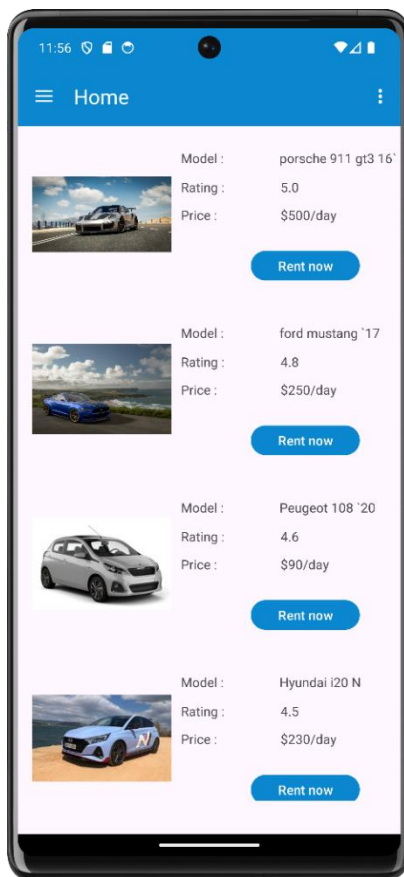 11:56
Home
Model : porsche 911 gt3 16`
Rating : 5.0
Price : $500/day
Rent now
Model : ford mustang `17
Rating : 4.8
Price : $250/day
Rent now
Model : Peugeot 108 `20
Rating : 4.6
Price : $90/day
Rent now
Model : Hyundai i20 N
Rating : 4.5
Price : $230/day
Rent now